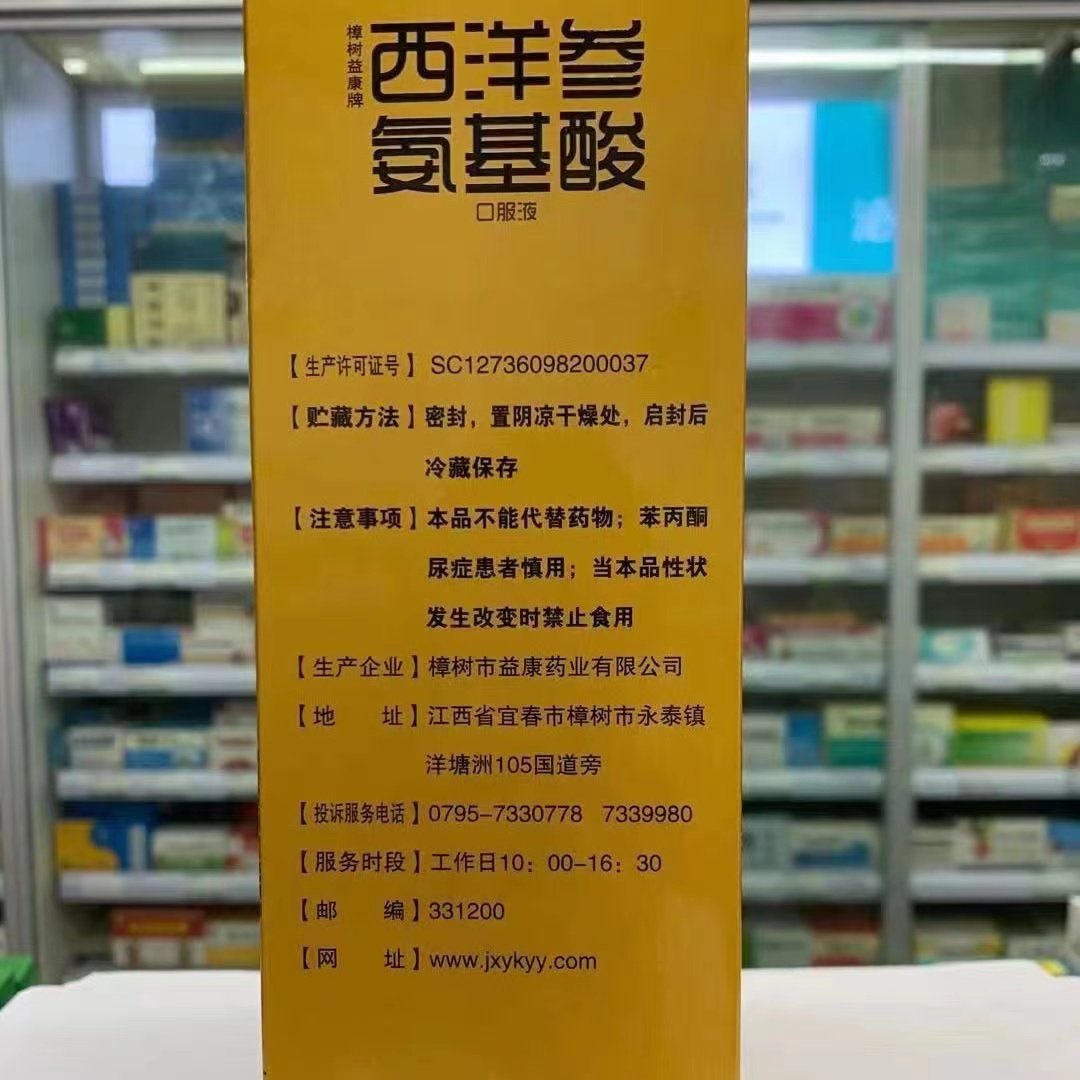 樟树益康牌
西洋参
氨基酸
口服液
【生产许可证号】SC12736098200037
【贮藏方法】密封，置阴凉干燥处，启封后
冷藏保存
【注意事项】本品不能代替药物；苯丙酮
尿症患者慎用；当本品性状
发生改变时禁止食用
【生产企业】樟树市益康药业有限公司
【地 址】江西省宜春市樟树市永泰镇
洋塘洲105国道旁
【投诉服务电话】0795-7330778 7339980
【服务时段】工作日10：00-16：30
【邮 编】331200
【网 址】www.jxykyy.com